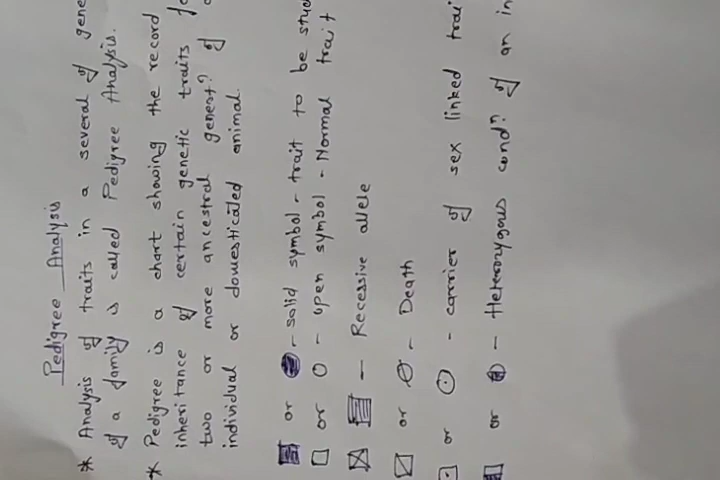 Pedigree Analysis
* Analysis of traits in a several of gene
of a family is called Pedigree Analysis.
* Pedigree is a chart showing the record
inheritance of certain genetic traits
two or more ancestral genest? of a
individual or domesticated animal.
or - solid symbol - trait to be stud
or - open symbol - Normal trait
- Recessive allele
or - Death
or - carrier of sex linked trai
or - Heterozygous condn of an in